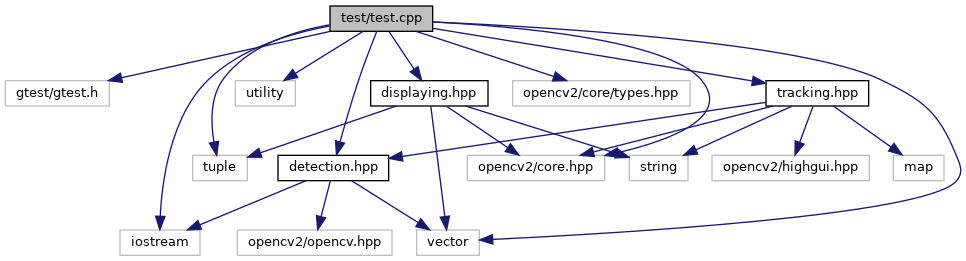 test/test.cpp
gtest/gtest.h
utility
displaying.hpp
opencv2/core/types.hpp
tracking.hpp
tuple
detection.hpp
opencv2/core.hpp
string
opencv2/highgui.hpp
map
iostream
opencv2/opencv.hpp
vector